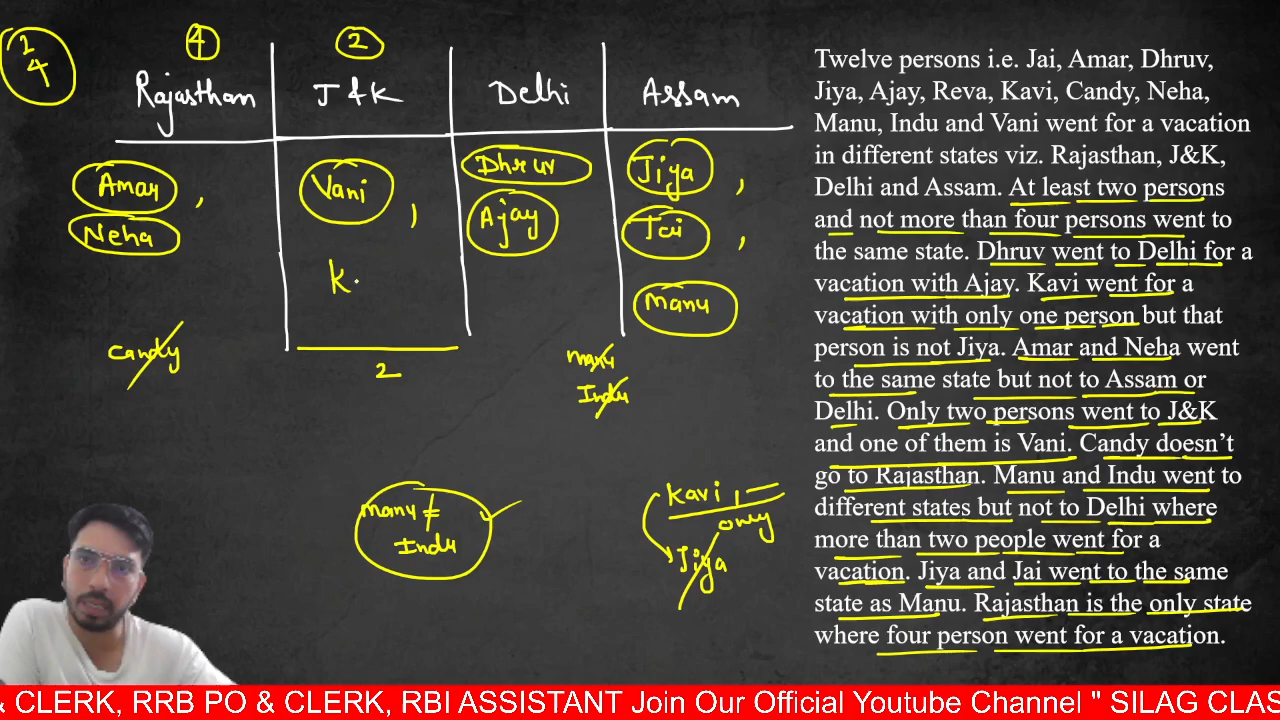 12
4
4
2
Rajasthan J &K Delhi Assam
Amar ,
Neha
Vani ,
K.
Dhruv
Ajay
Jiya ,
Jai ,
Manu
Candy
2
Manu
Indu
Manu ≠
Indu
Kavi ,
only
Jiya
Twelve persons i.e. Jai, Amar, Dhruv,
Jiya, Ajay, Reva, Kavi, Candy, Neha,
Manu, Indu and Vani went for a vacation
in different states viz. Rajasthan, J&K,
Delhi and Assam. At least two persons
and not more than four persons went to
the same state. Dhruv went to Delhi for a
vacation with Ajay. Kavi went for a
vacation with only one person but that
person is not Jiya. Amar and Neha went
to the same state but not to Assam or
Delhi. Only two persons went to J&K
and one of them is Vani. Candy doesn’t
go to Rajasthan. Manu and Indu went to
different states but not to Delhi where
more than two people went for a
vacation. Jiya and Jai went to the same
state as Manu. Rajasthan is the only state
where four person went for a vacation.
& CLERK, RRB PO & CLERK, RBI ASSISTANT Join Our Official Youtube Channel " SILAG CLAS